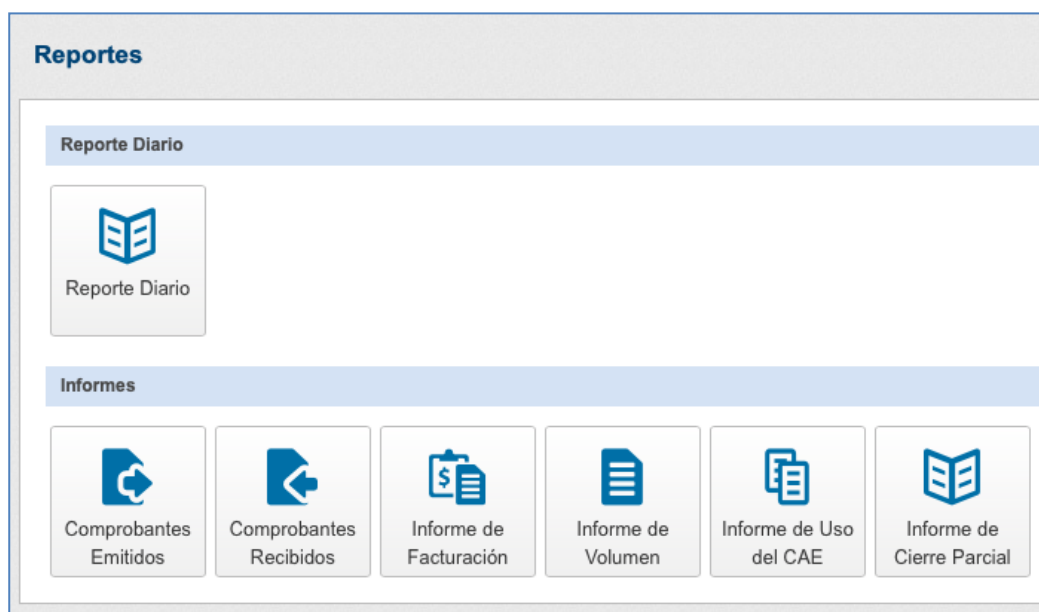 Reportes
Reporte Diario
Reporte Diario
Informes
Comprobantes
Emitidos
Comprobantes
Recibidos
$
Informe de
Facturación
Informe de
Volumen
Informe de Uso
del CAE
Informe de
Cierre Parcial